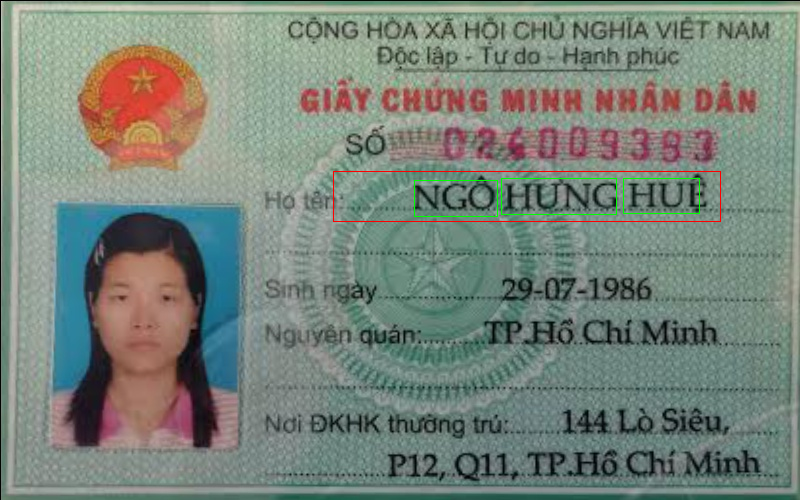 CỘNG HÒA XÃ HỘI CHỦ NGHĨA VIỆT NAM
Độc lập - Tự do - Hạnh phúc
GIẤY CHỨNG MINH NHÂN DÂN
SỐ 024009393
Họ tên: NGÔ HƯNG HUÊ
Sinh ngày 29-07-1986
Nguyên quán: TP.Hồ Chí Minh
Nơi ĐKHK thường trú: 144 Lò Siêu,
P12, Q11, TP.Hồ Chí Minh